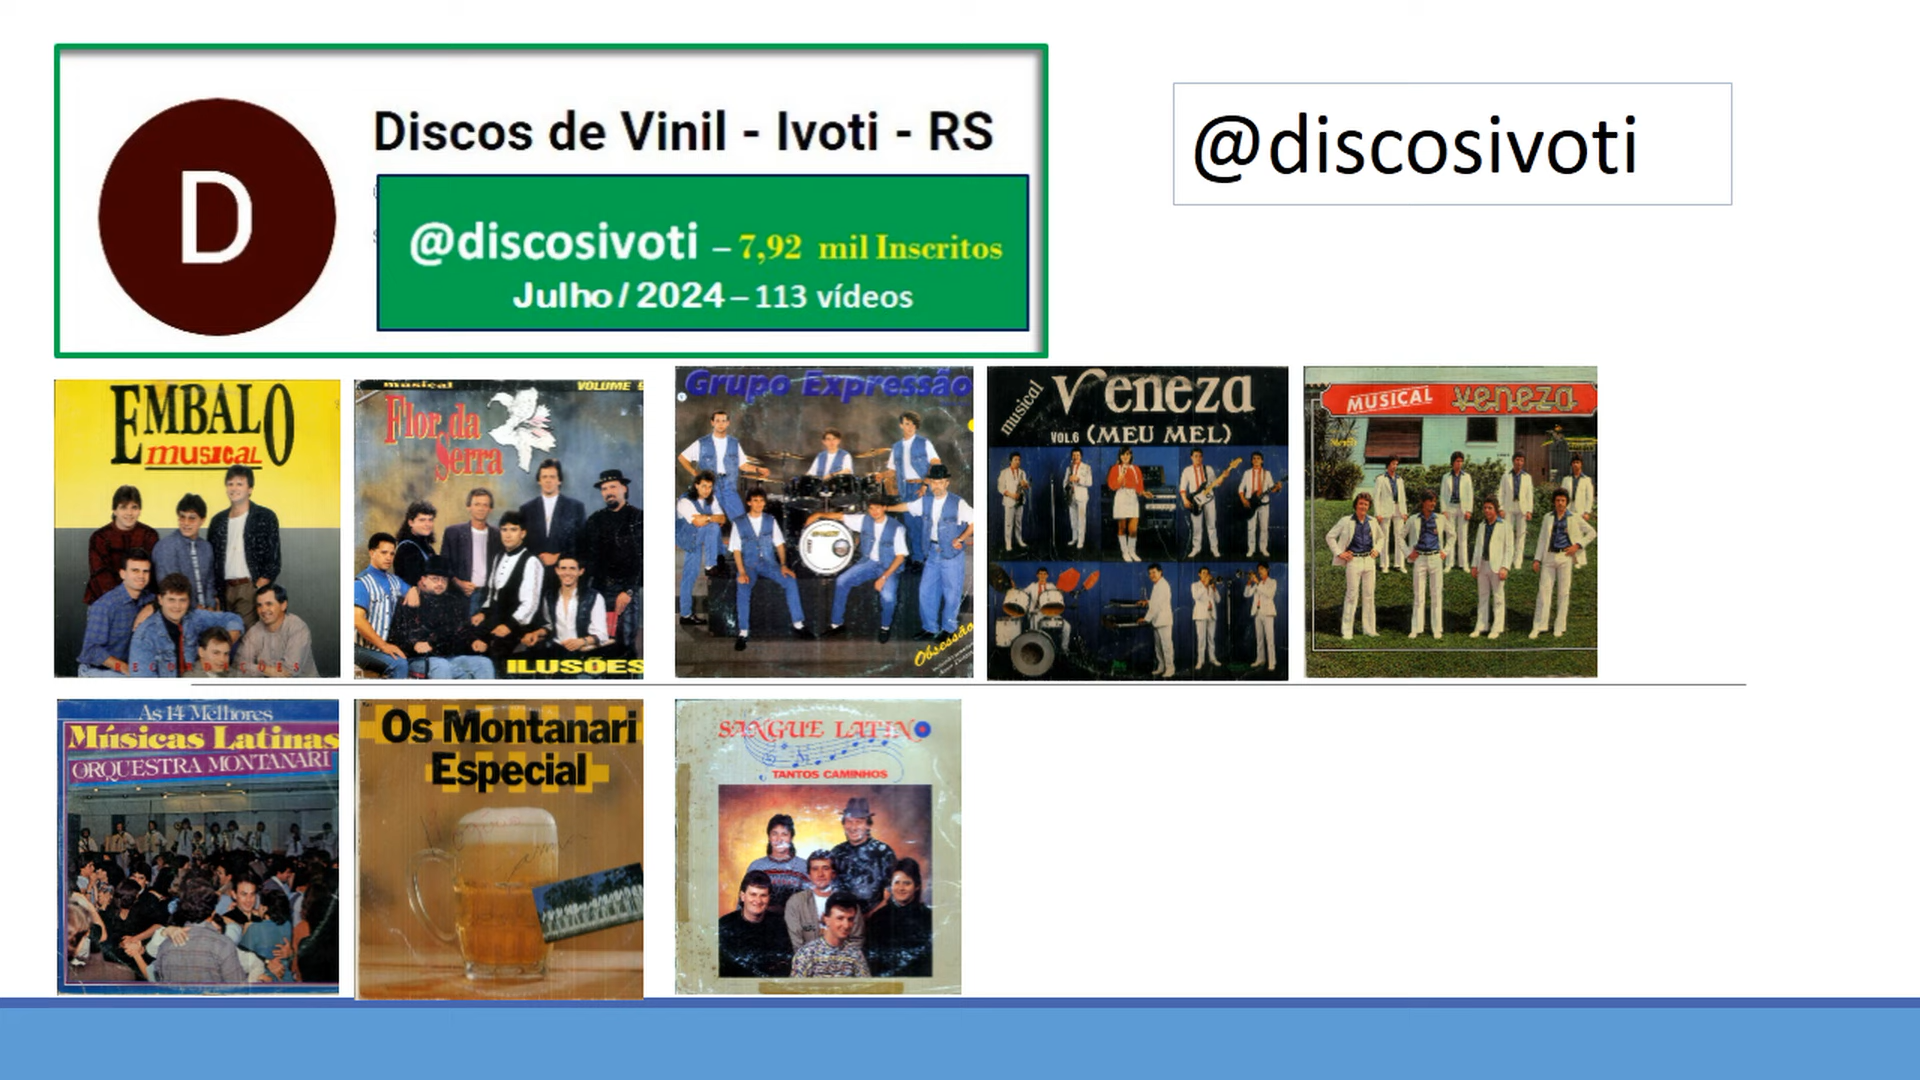 Discos de Vinil - Ivoti - RS
@discosivoti – 7,92 mil Inscritos
Julho / 2024 – 113 vídeos
@discosivoti
EMBALO
musical
RECORDAÇÕES
musical
VOLUME
Flor da
Serra
ILUSÕES
Grupo Expressão
Obsessão
musical
Veneza
VOL.6 (MEU MEL)
MUSICAL veneza
As 14 Melhores
Músicas Latinas
ORQUESTRA MONTANARI
Os Montanari
Especial
SANGUE LATINO
TANTOS CAMINHOS